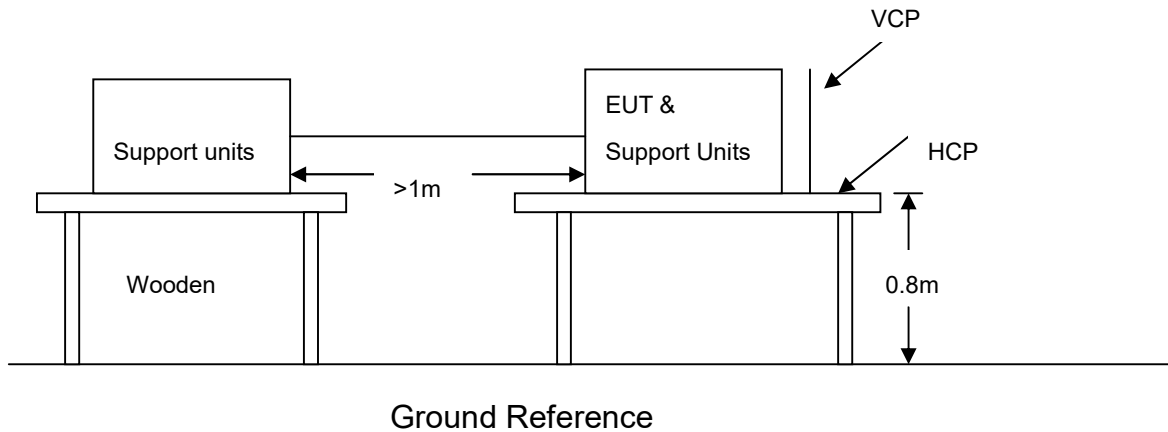 VCP
EUT &
Support units
Support Units
HCP
>1m
Wooden
0.8m
Ground Reference